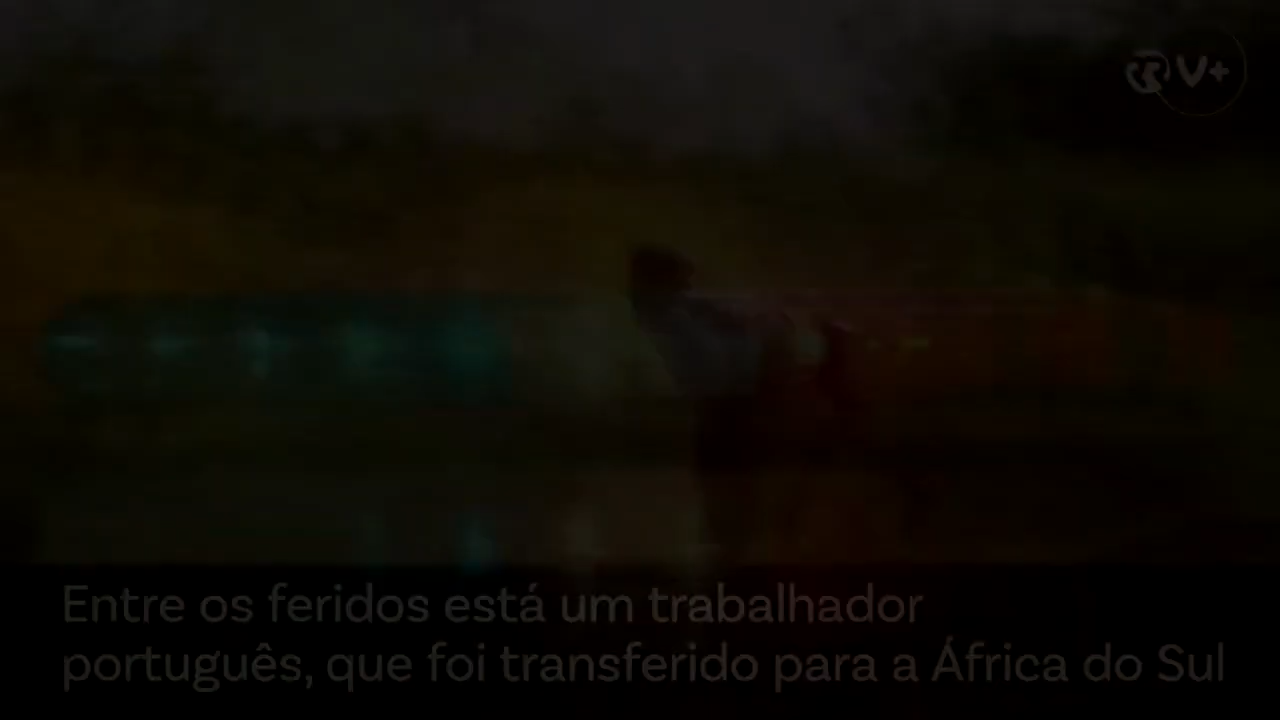 V+
Entre os feridos está um trabalhador
português, que foi transferido para a África do Sul